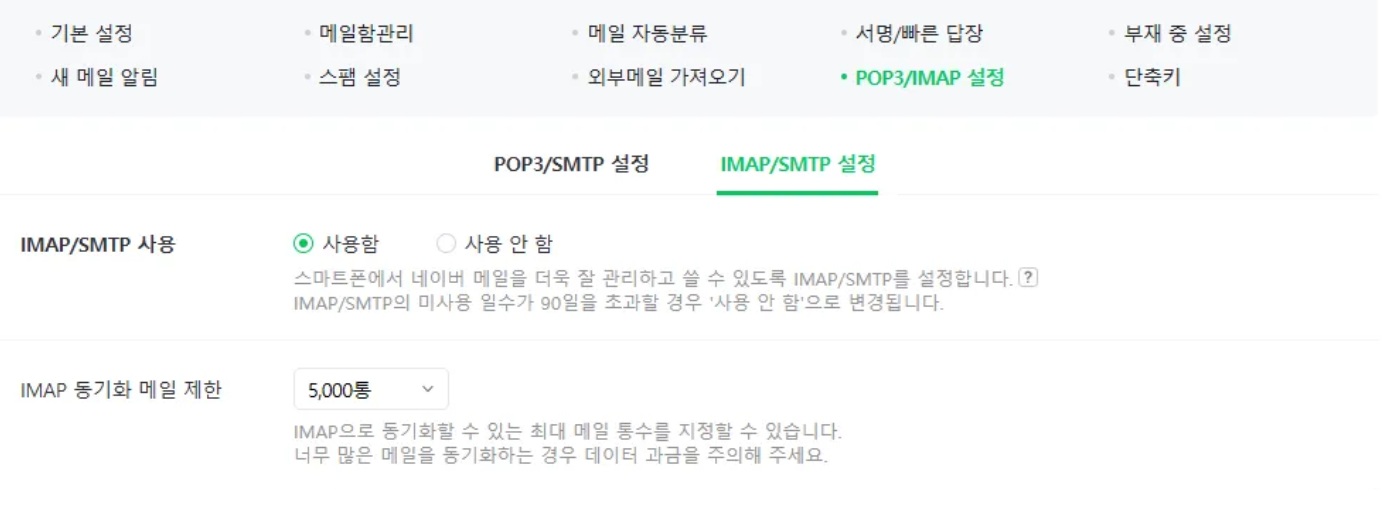 기본 설정 메일함관리 메일 자동분류 서명/빠른 답장 부재 중 설정
새 메일 알림 스팸 설정 외부메일 가져오기 POP3/IMAP 설정 단축키
POP3/SMTP 설정 IMAP/SMTP 설정
IMAP/SMTP 사용 사용함 사용 안 함
스마트폰에서 네이버 메일을 더욱 잘 관리하고 쓸 수 있도록 IMAP/SMTP를 설정합니다. ?
IMAP/SMTP의 미사용 일수가 90일을 초과할 경우 '사용 안 함'으로 변경됩니다.
IMAP 동기화 메일 제한 5,000통
IMAP으로 동기화할 수 있는 최대 메일 통수를 지정할 수 있습니다.
너무 많은 메일을 동기화하는 경우 데이터 과금을 주의해 주세요.